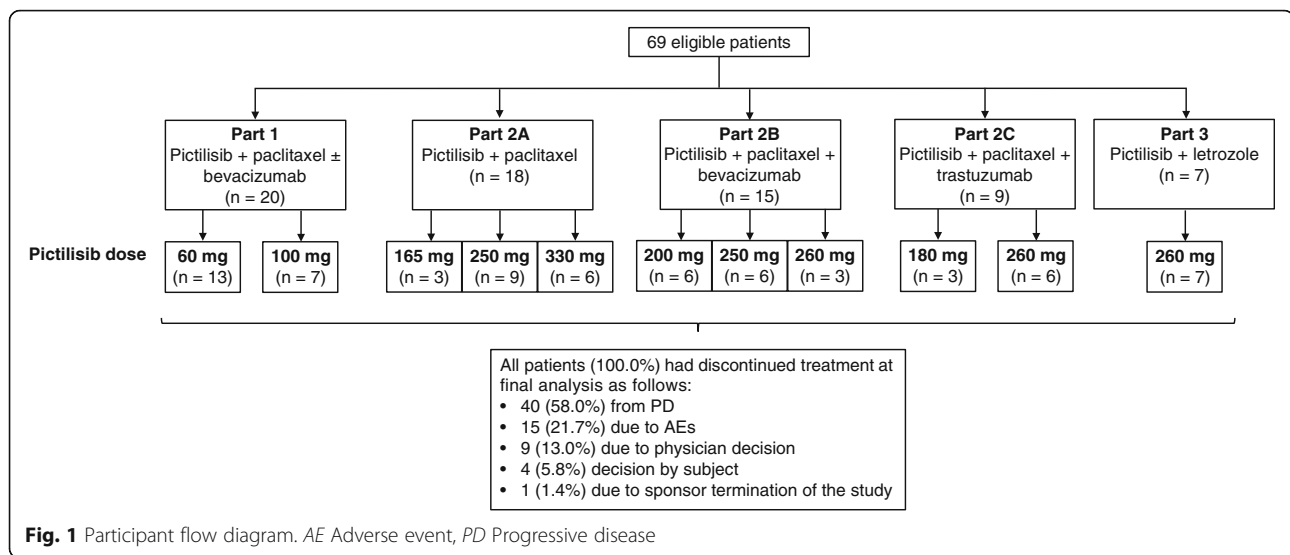 69 eligible patients
Part 1
Pictilisib + paclitaxel ±
bevacizumab
(n = 20)
Part 2A
Pictilisib + paclitaxel
(n = 18)
Part 2B
Pictilisib + paclitaxel +
bevacizumab
(n = 15)
Part 2C
Pictilisib + paclitaxel +
trastuzumab
(n = 9)
Part 3
Pictilisib + letrozole
(n = 7)
Pictilisib dose
60 mg
(n = 13)
100 mg
(n = 7)
165 mg
(n = 3)
250 mg
(n = 9)
330 mg
(n = 6)
200 mg
(n = 6)
250 mg
(n = 6)
260 mg
(n = 3)
180 mg
(n = 3)
260 mg
(n = 6)
260 mg
(n = 7)
All patients (100.0%) had discontinued treatment at
final analysis as follows:
• 40 (58.0%) from PD
• 15 (21.7%) due to AEs
• 9 (13.0%) due to physician decision
• 4 (5.8%) decision by subject
• 1 (1.4%) due to sponsor termination of the study
Fig. 1 Participant flow diagram. AE Adverse event, PD Progressive disease